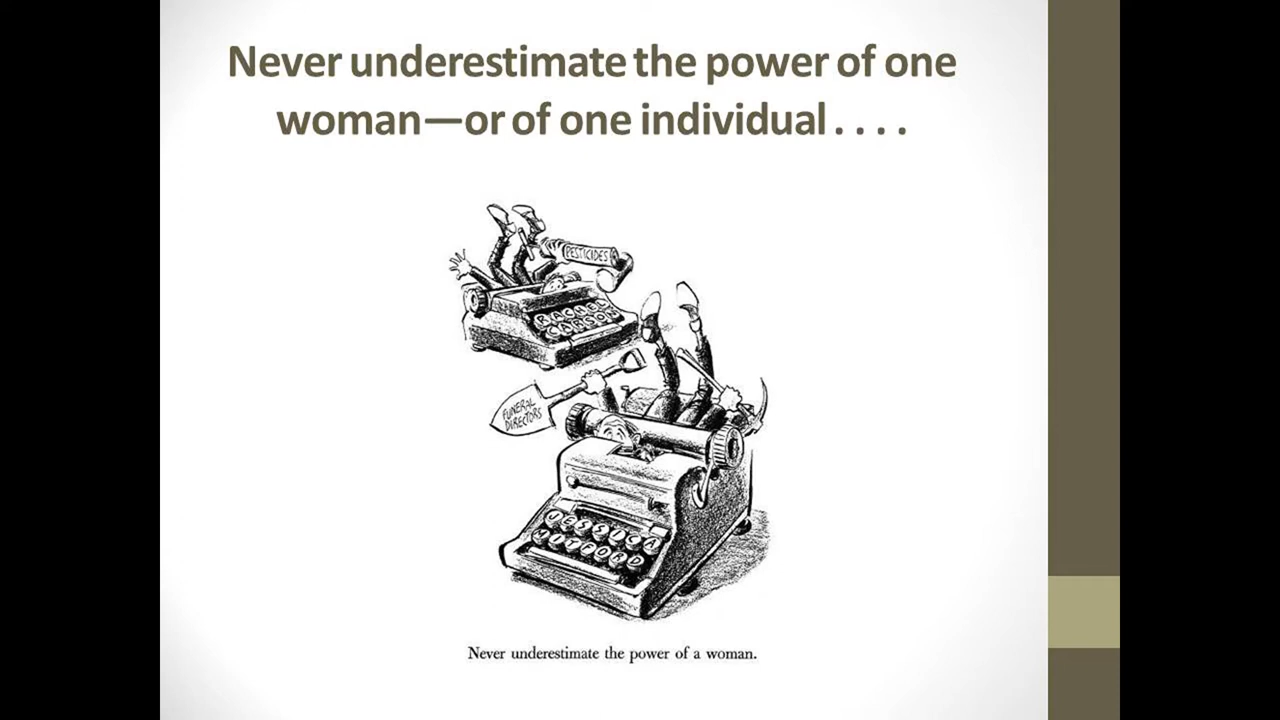 Never underestimate the power of one
woman—or of one individual . . . .
PESTICIDES
RACHEL
CARSON
FUNERAL
DIRECTORS
JESSICA
MITFORD
Never underestimate the power of a woman.